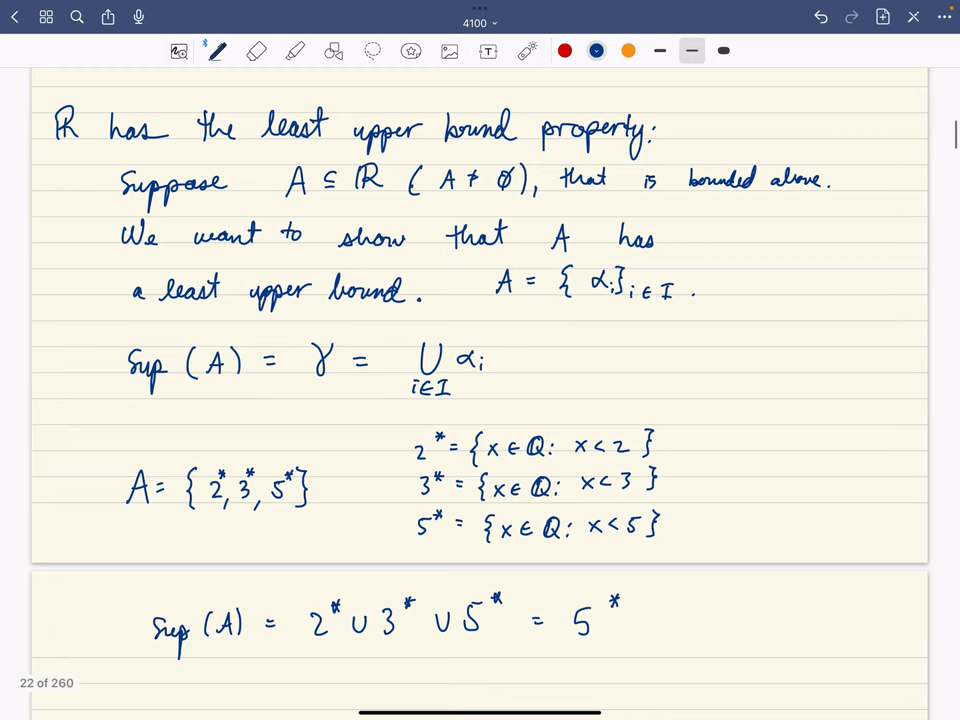 4100
ℝ has the least upper bound property:
Suppose A ⊆ ℝ (A ≠ ∅), that is bounded above.
We want to show that A has
a least upper bound. A = {αᵢ}ᵢ∈I.
Sup (A) = γ = ⋃ αᵢ
i∈I
2* = {x ∈ ℚ: x < 2}
A = {2*, 3*, 5*} 3* = {x ∈ ℚ: x < 3}
5* = {x ∈ ℚ: x < 5}
Sup (A) = 2* ∪ 3* ∪ 5* = 5*
22 of 260